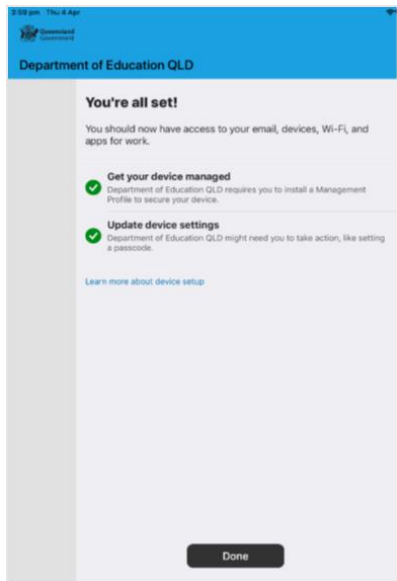 2:59 pm Thu 4 Apr
Queensland
Government
Department of Education QLD
You're all set!
You should now have access to your email, devices, Wi-Fi, and
apps for work.
Get your device managed
Department of Education QLD requires you to install a Management
Profile to secure your device.
Update device settings
Department of Education QLD might need you to take action, like setting
a passcode.
Learn more about device setup
Done